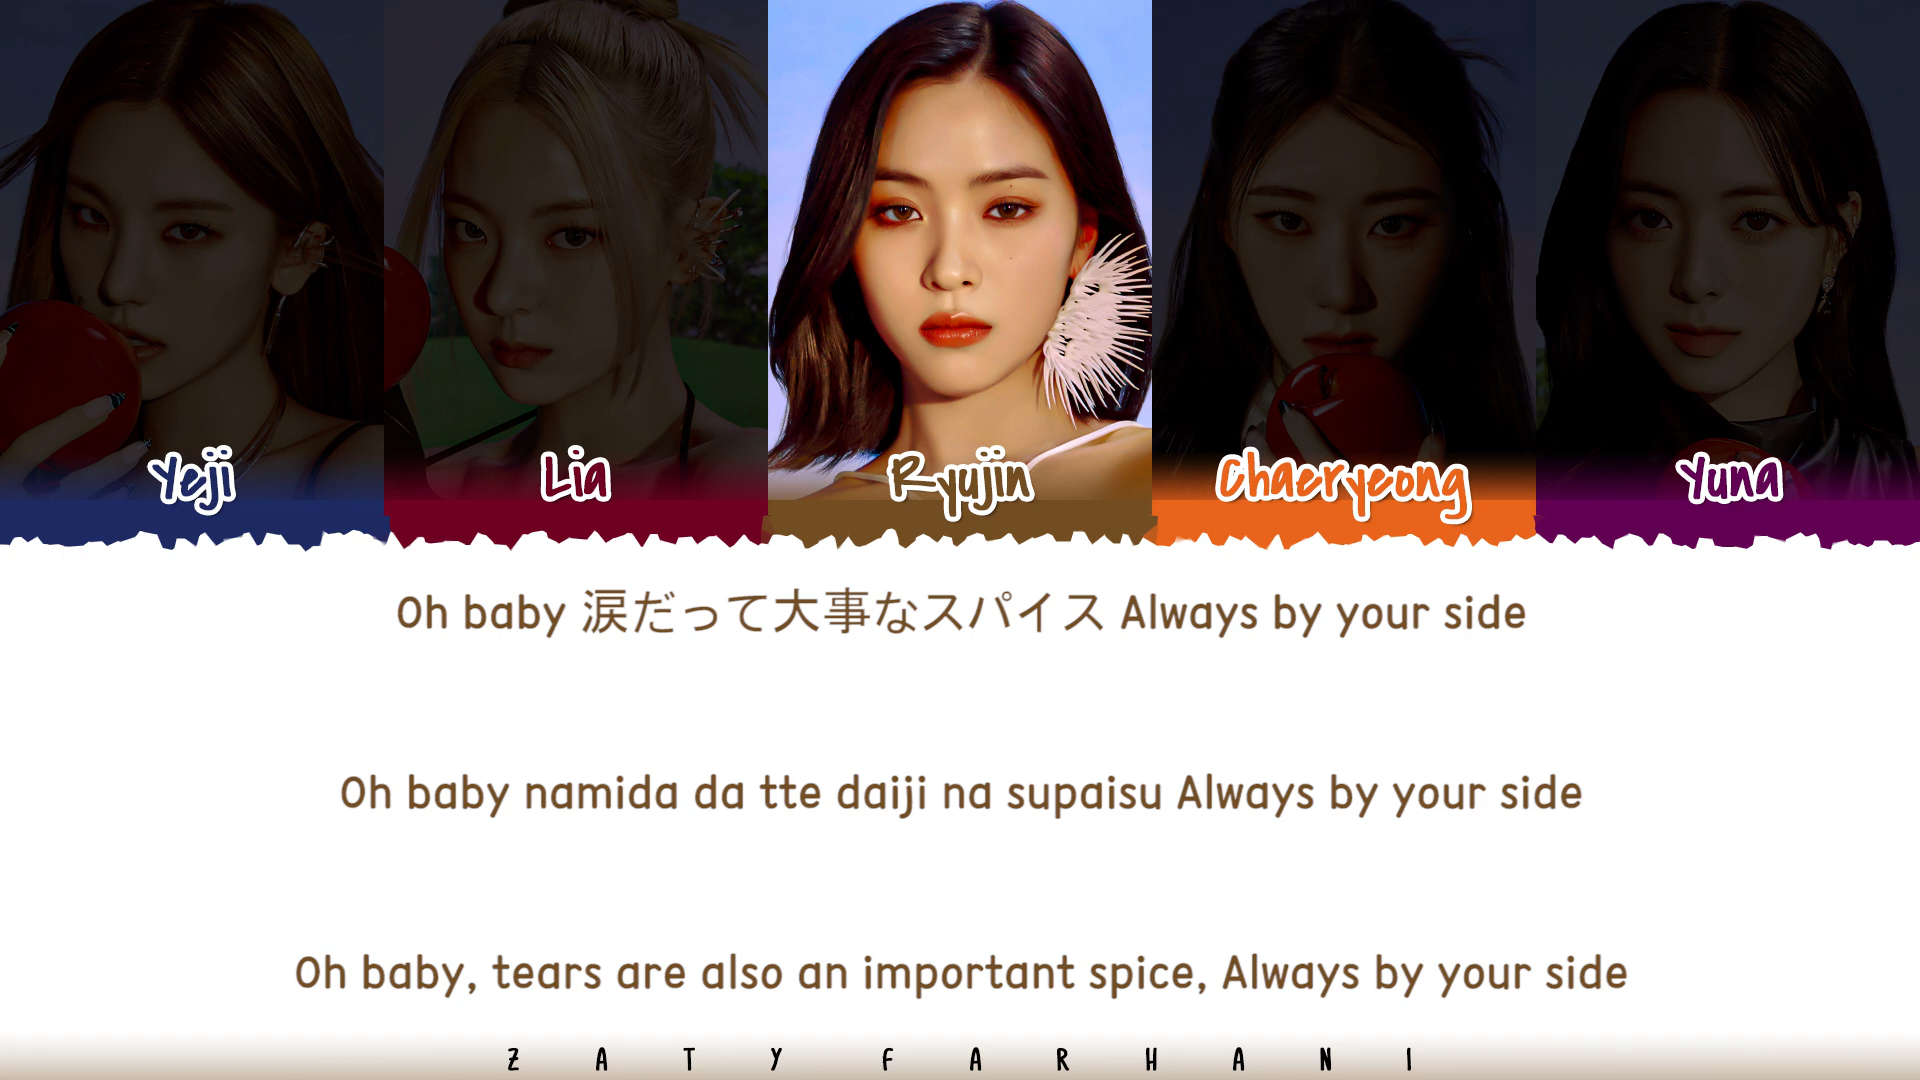 Yeji
Lia
Ryujin
Chaeryeong
Yuna
Oh baby 涙だって大事なスパイス Always by your side
Oh baby namida da tte daiji na supaisu Always by your side
Oh baby, tears are also an important spice, Always by your side
ZATY FARHANI